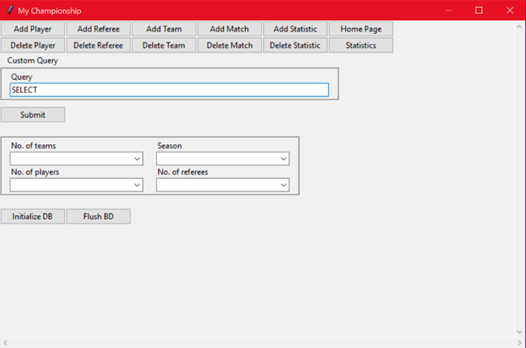 My Championship
Add Player Add Referee Add Team Add Match Add Statistic Home Page
Delete Player Delete Referee Delete Team Delete Match Delete Statistic Statistics
Custom Query
Query
SELECT
Submit
No. of teams Season
No. of players No. of referees
Initialize DB Flush BD